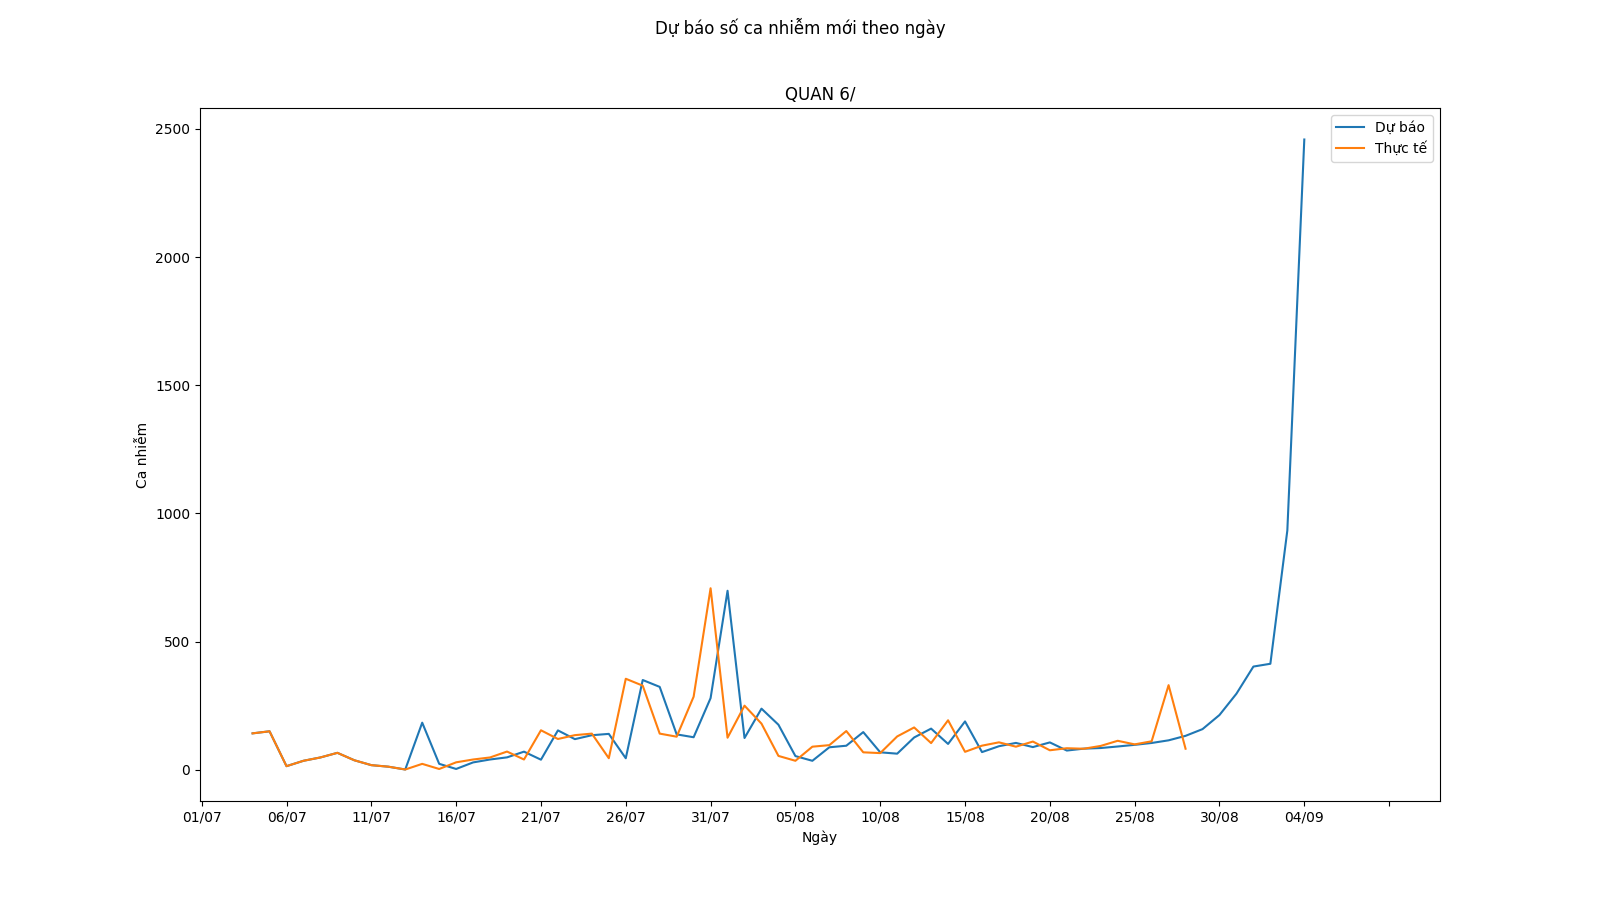 Dự báo số ca nhiễm mới theo ngày
QUAN 6/
Dự báo
Thực tế
2500
2000
1500
1000
500
0
Ca nhiễm
01/07 06/07 11/07 16/07 21/07 26/07 31/07 05/08 10/08 15/08 20/08 25/08 30/08 04/09
Ngày